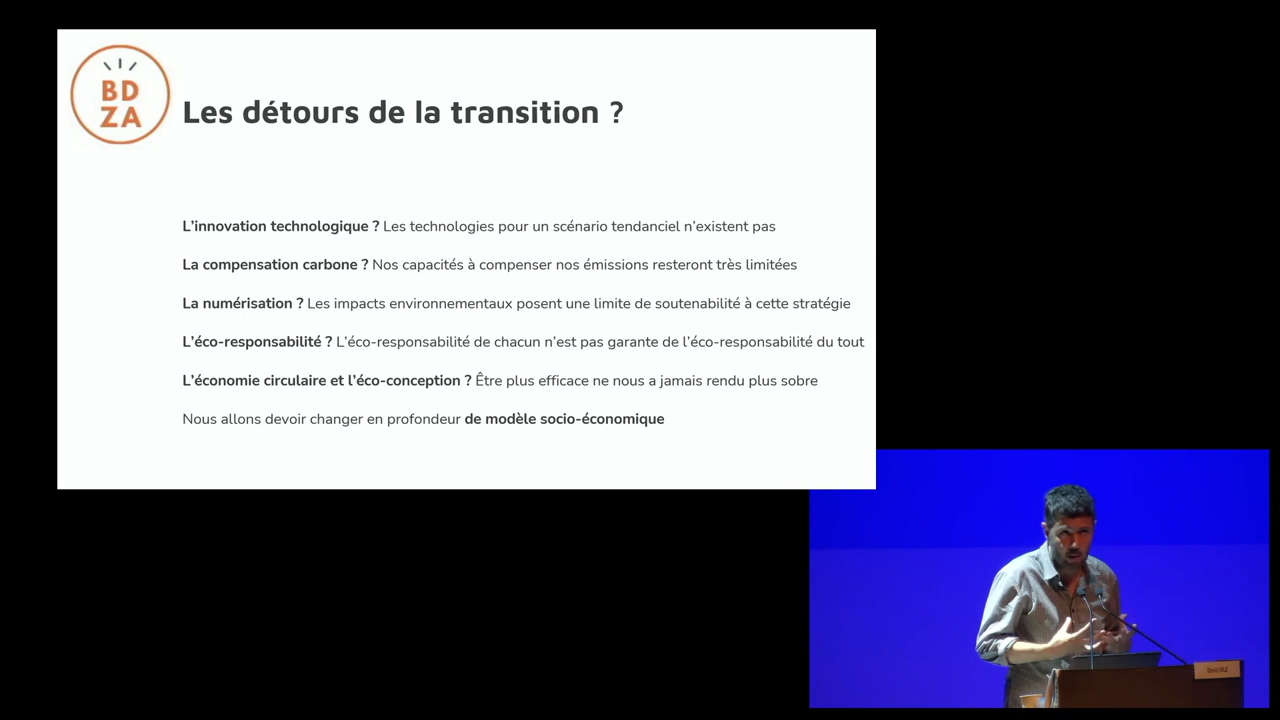 BD
ZA
Les détours de la transition ?
L'innovation technologique ? Les technologies pour un scénario tendanciel n'existent pas
La compensation carbone ? Nos capacités à compenser nos émissions resteront très limitées
La numérisation ? Les impacts environnementaux posent une limite de soutenabilité à cette stratégie
L'éco-responsabilité ? L'éco-responsabilité de chacun n'est pas garante de l'éco-responsabilité du tout
L'économie circulaire et l'éco-conception ? Être plus efficace ne nous a jamais rendu plus sobre
Nous allons devoir changer en profondeur de modèle socio-économique